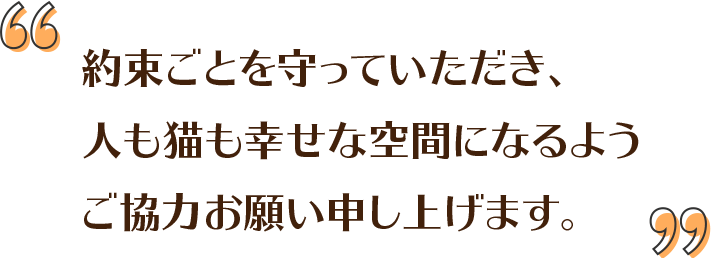 約束ごとを守っていただき、
人も猫も幸せな空間になるよう
ご協力お願い申し上げます。